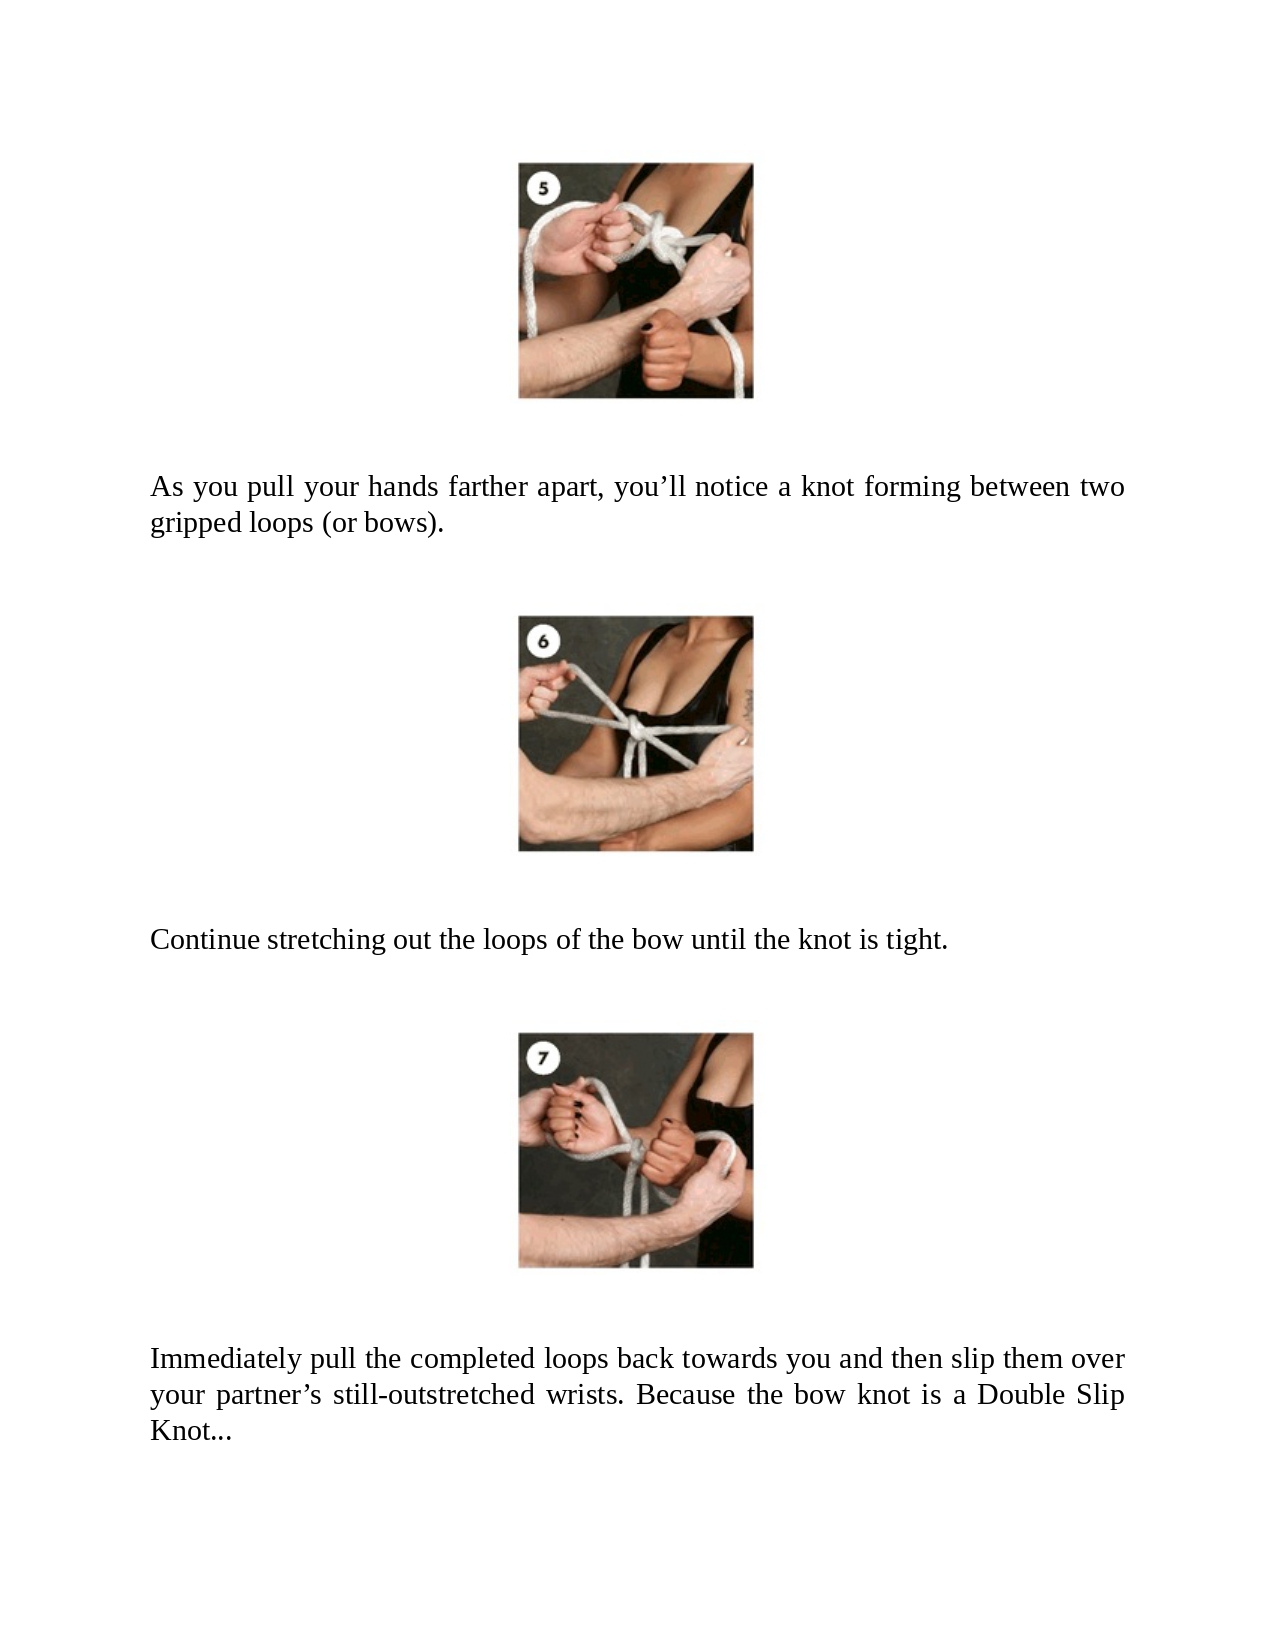 5
As you pull your hands farther apart, you’ll notice a knot forming between two
gripped loops (or bows).
6
Continue stretching out the loops of the bow until the knot is tight.
7
Immediately pull the completed loops back towards you and then slip them over
your partner’s still-outstretched wrists. Because the bow knot is a Double Slip
Knot...